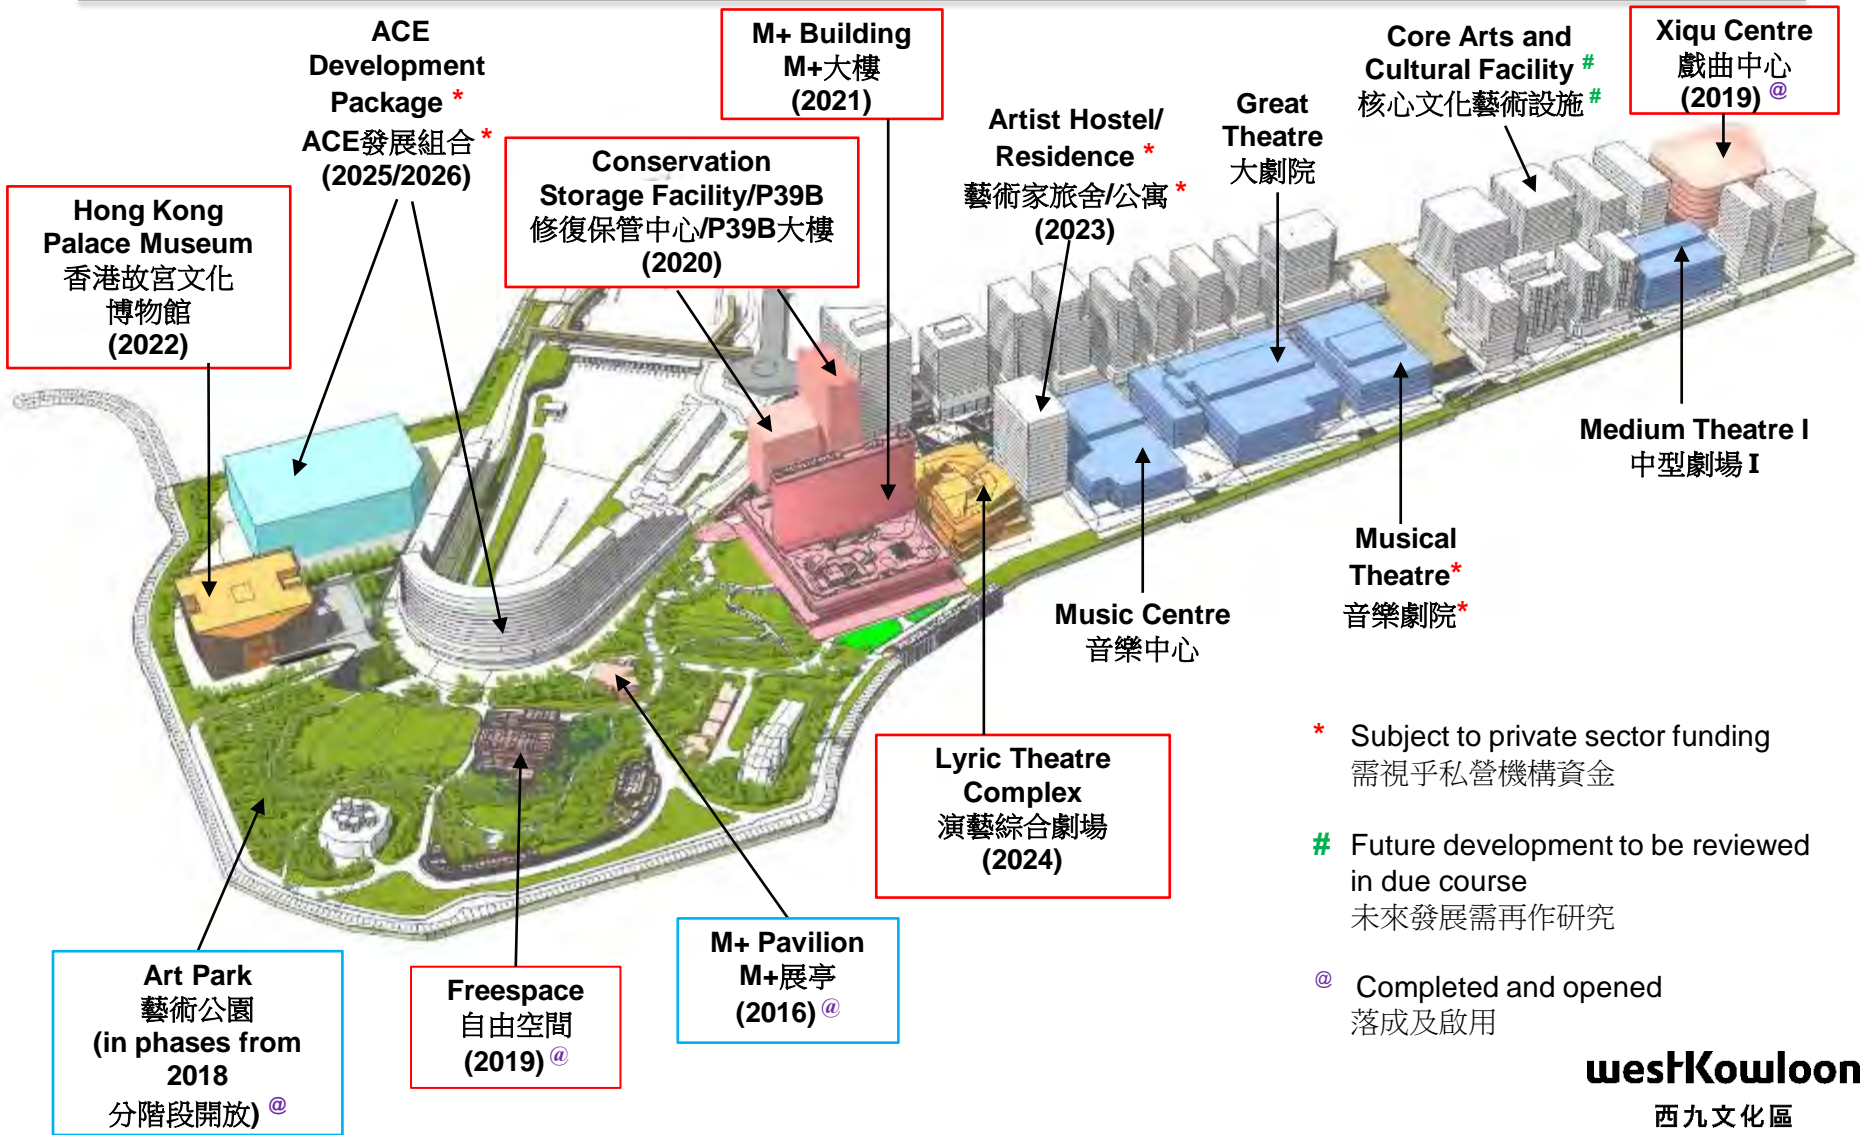 ACE
Development
Package *
ACE發展組合 *
(2025/2026)
M+ Building
M+大樓
(2021)
Core Arts and
Cultural Facility #
核心文化藝術設施 #
Xiqu Centre
戲曲中心
(2019) @
Conservation
Storage Facility/P39B
修復保管中心/P39B大樓
(2020)
Artist Hostel/
Residence *
藝術家旅舍/公寓 *
(2023)
Great
Theatre
大劇院
Hong Kong
Palace Museum
香港故宮文化
博物館
(2022)
Medium Theatre I
中型劇場 I
Musical
Theatre*
音樂劇院*
Music Centre
音樂中心
Lyric Theatre
Complex
演藝綜合劇場
(2024)
Art Park
藝術公園
(in phases from
2018
分階段開放) @
Freespace
自由空間
(2019) @
M+ Pavilion
M+展亭
(2016) @
* Subject to private sector funding
需視乎私營機構資金
# Future development to be reviewed
in due course
未來發展需再作研究
@ Completed and opened
落成及啟用
westKowloon
西九文化區